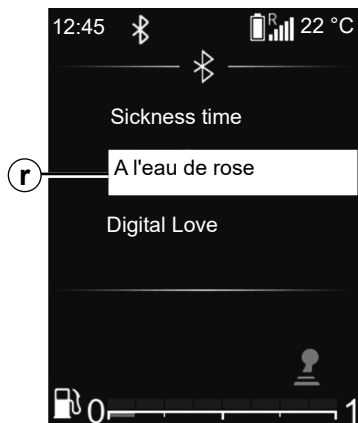 12:45 R 22 °C
Sickness time
r A l'eau de rose
Digital Love
0 1